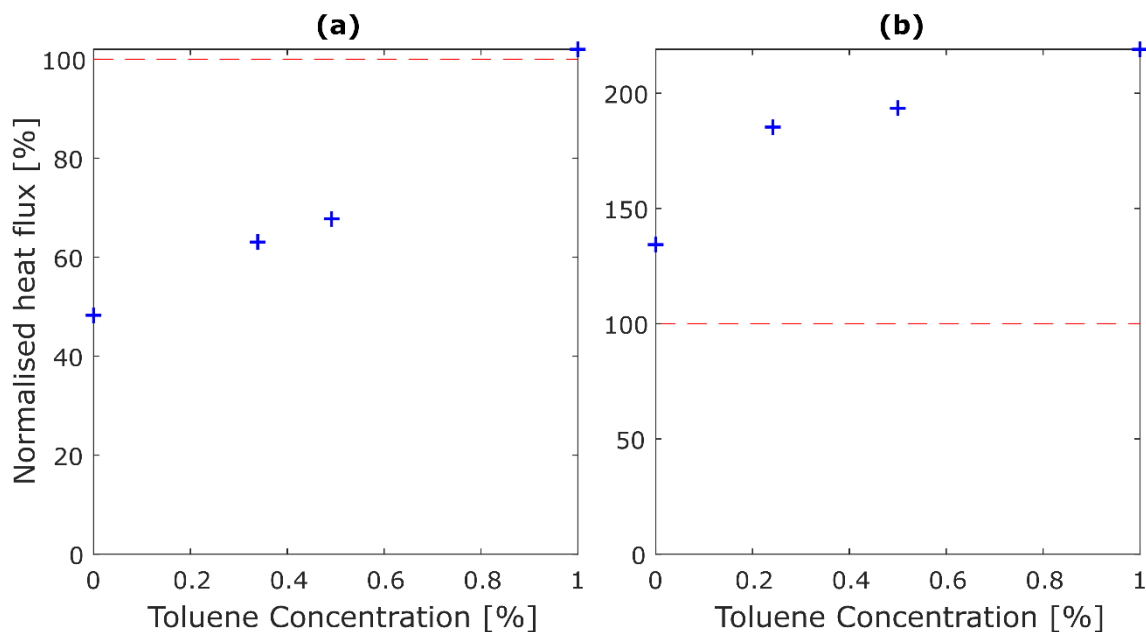 (a)
(b)
Normalised heat flux [%]
100
80
60
40
20
0
0 0.2 0.4 0.6 0.8 1
Toluene Concentration [%]
200
150
100
50
0
0 0.2 0.4 0.6 0.8 1
Toluene Concentration [%]